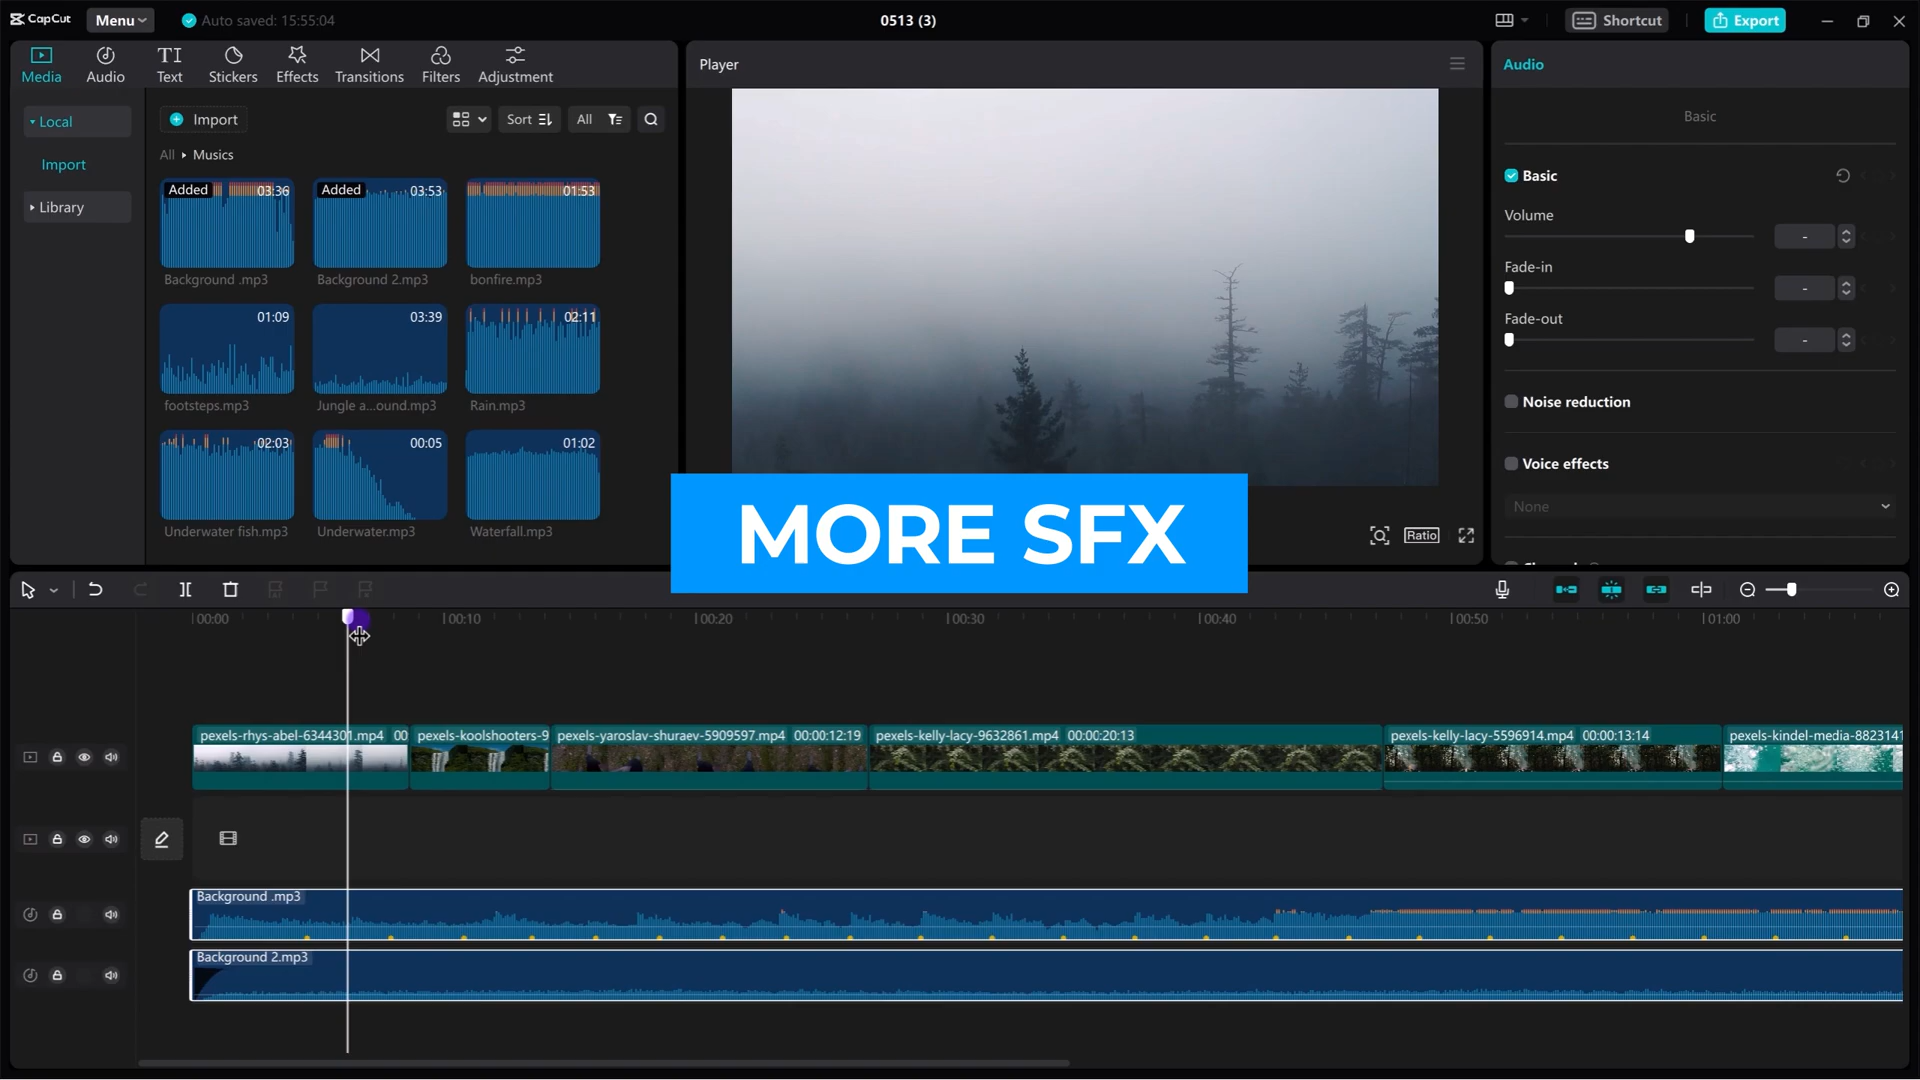 CapCut
Menu
Auto saved: 15:55:04
0513 (3)
Shortcut
Export
Media
Audio
Text
Stickers
Effects
Transitions
Filters
Adjustment
Local
Import
Library
Import
Sort
All
All
Musics
Added
03:36
Background .mp3
Added
03:53
Background 2.mp3
01:53
bonfire.mp3
01:09
footsteps.mp3
03:39
Jungle a...ound.mp3
02:11
Rain.mp3
02:03
Underwater fish.mp3
00:05
Underwater.mp3
01:02
Waterfall.mp3
Player
Ratio
MORE SFX
Audio
Basic
Basic
Volume
-
Fade-in
-
Fade-out
-
Noise reduction
Voice effects
None
00:00
00:10
00:20
00:30
00:40
00:50
01:00
pexels-rhys-abel-6344301.mp4 00
pexels-koolshooters-9
pexels-yaroslav-shuraev-5909597.mp4 00:00:12:19
pexels-kelly-lacy-9632861.mp4 00:00:20:13
pexels-kelly-lacy-5596914.mp4 00:00:13:14
pexels-kindel-media-8823141
Background .mp3
Background 2.mp3